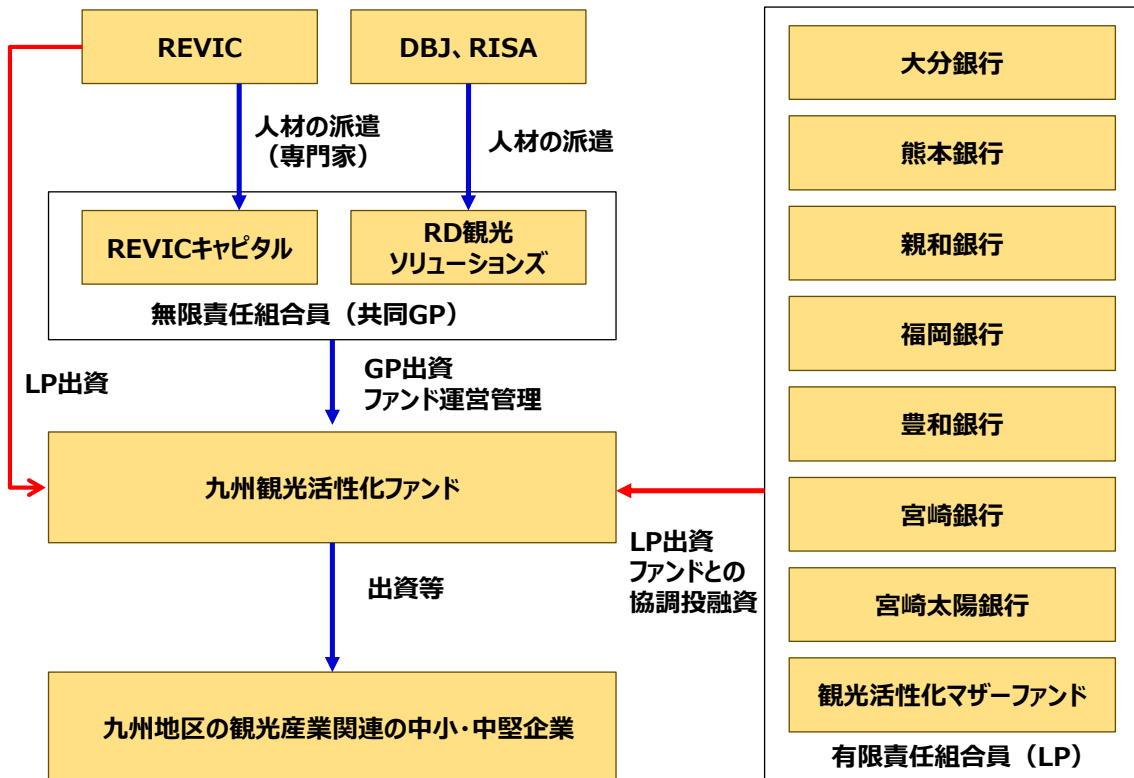 REVIC
DBJ、RISA
人材の派遣
（専門家）
人材の派遣
REVICキャピタル
RD観光
ソリューションズ
無限責任組合員（共同GP）
LP出資
GP出資
ファンド運営管理
九州観光活性化ファンド
出資等
九州地区の観光産業関連の中小・中堅企業
LP出資
ファンドとの
協調投融資
大分銀行
熊本銀行
親和銀行
福岡銀行
豊和銀行
宮崎銀行
宮崎太陽銀行
観光活性化マザーファンド
有限責任組合員（LP）